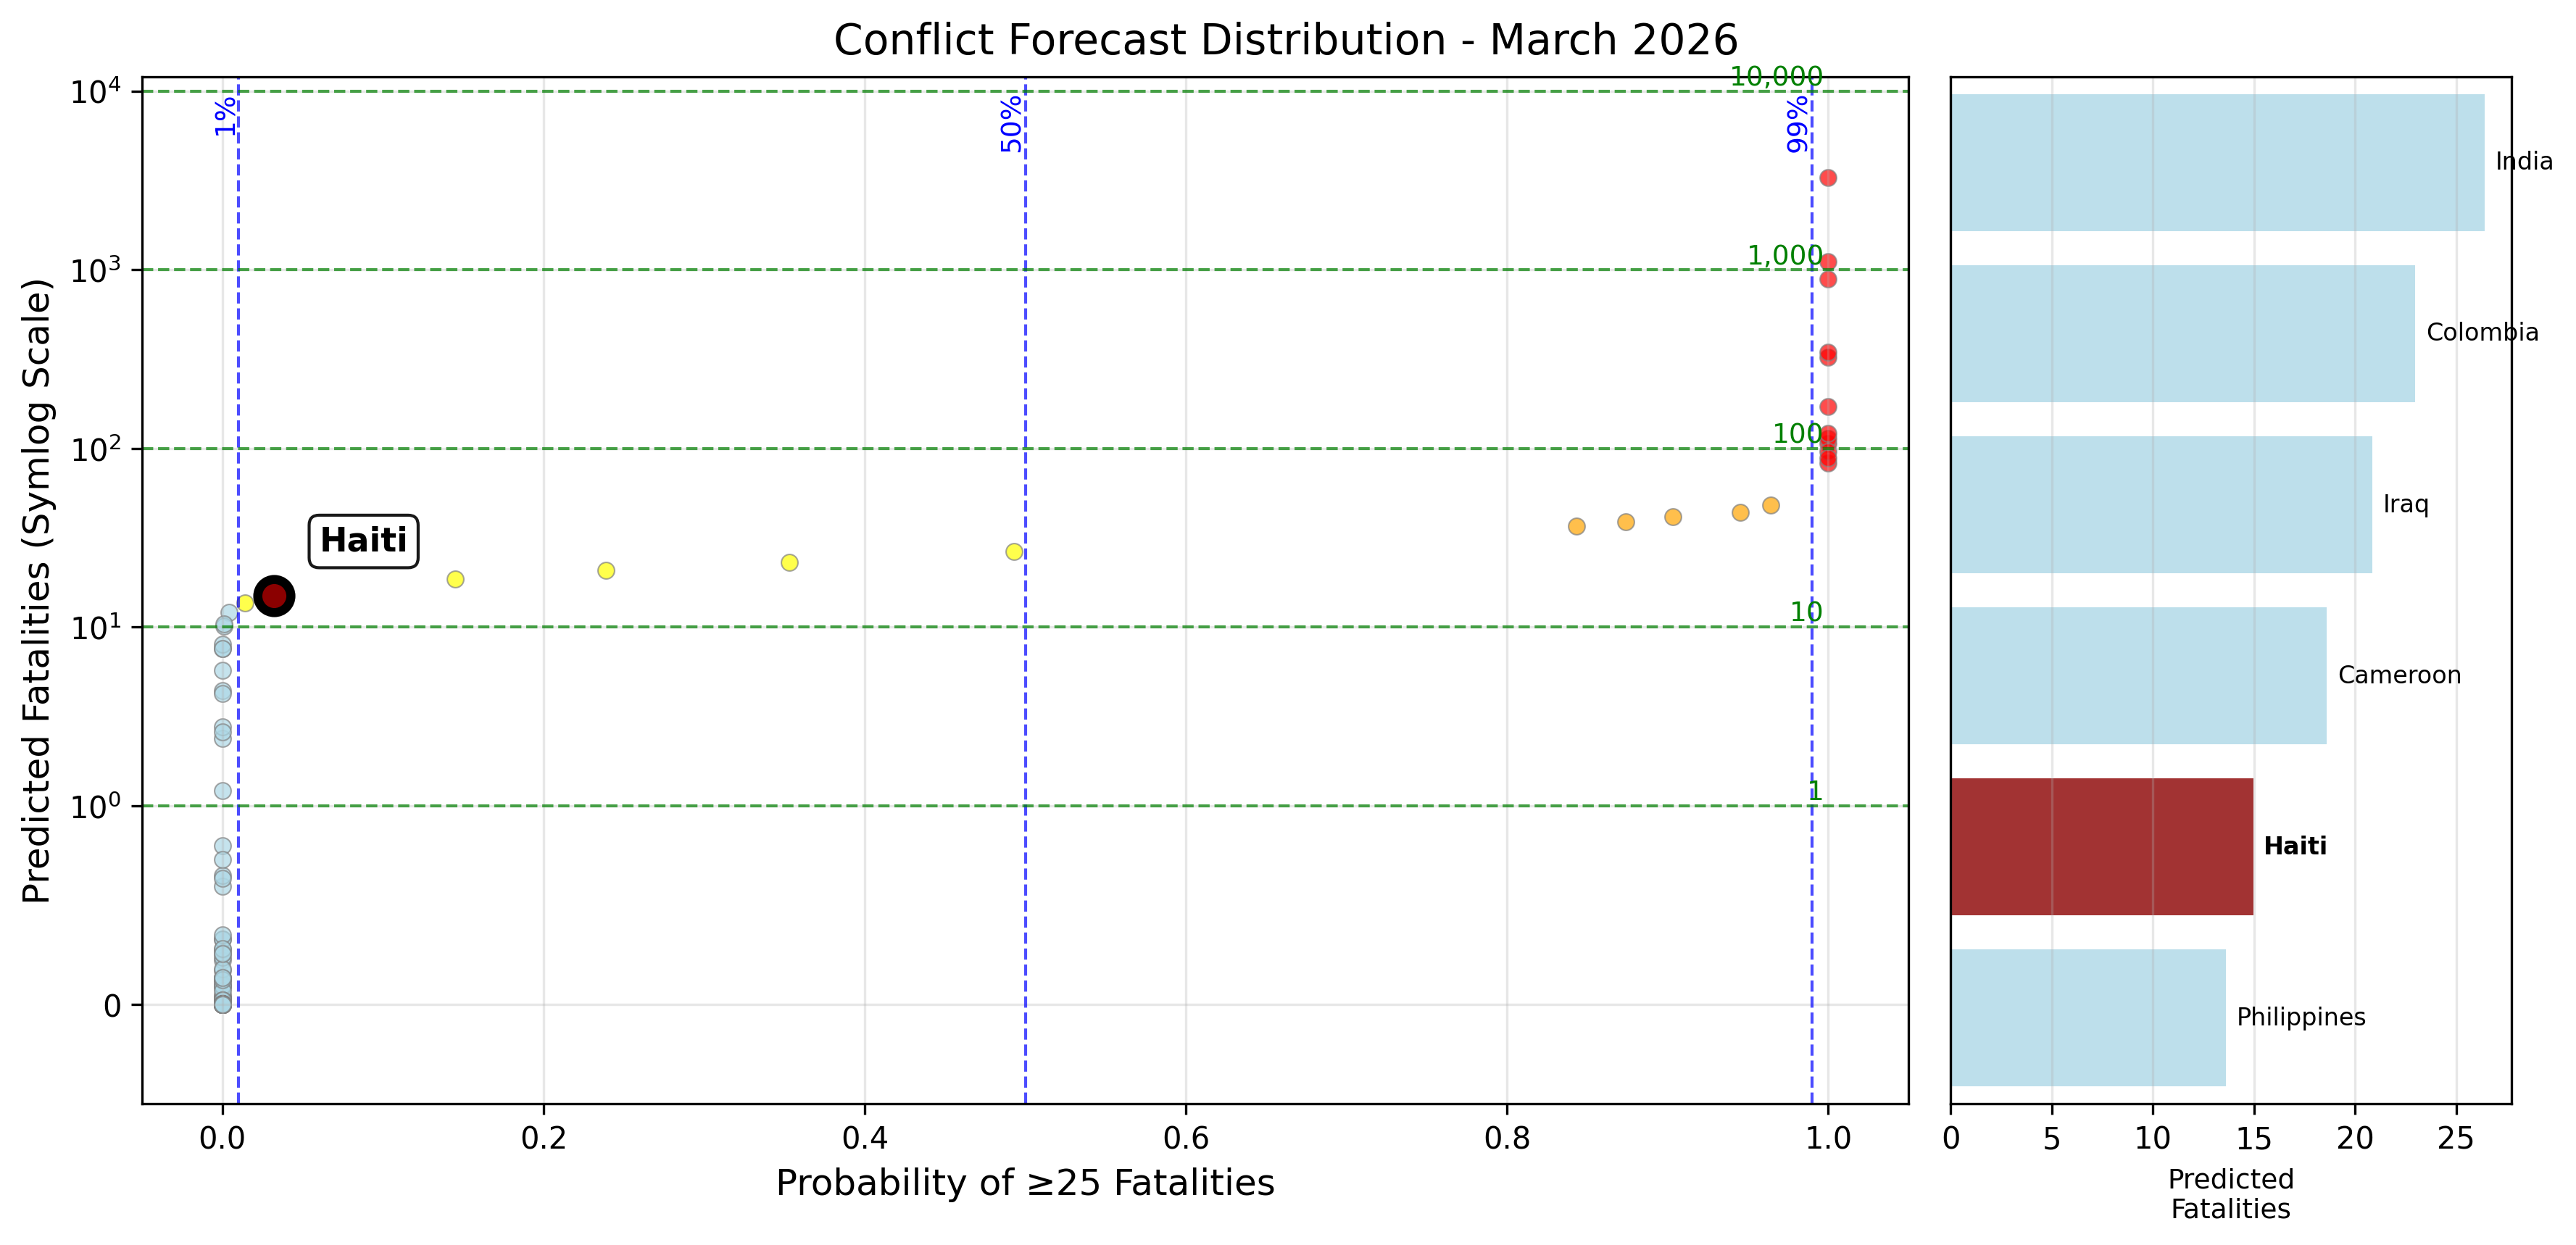 Conflict Forecast Distribution - March 2026
Predicted Fatalities (Symlog Scale)
10⁴
10³
10²
10¹
10⁰
0
1%
50%
99%
10,000
1,000
100
10
1
Haiti
0.0 0.2 0.4 0.6 0.8 1.0
Probability of ≥25 Fatalities
India
Colombia
Iraq
Cameroon
Haiti
Philippines
0 5 10 15 20 25
Predicted
Fatalities